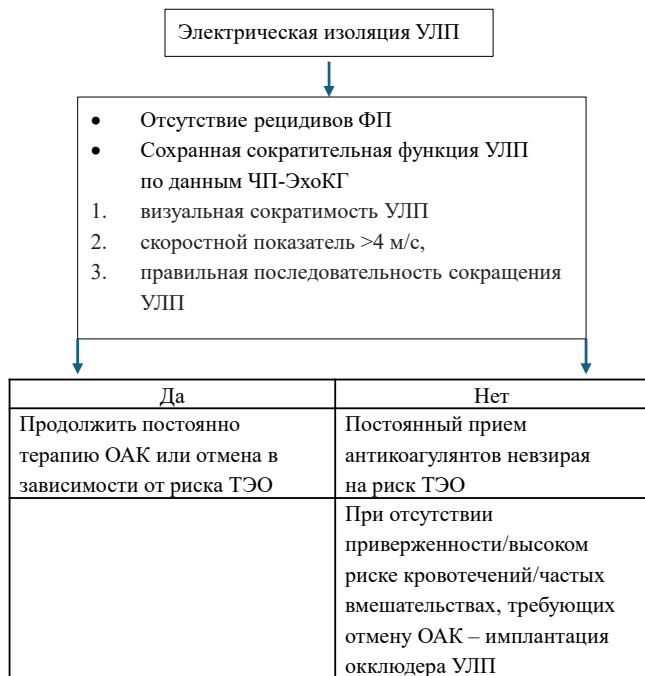 Электрическая изоляция УЛП
• Отсутствие рецидивов ФП
• Сохранная сократительная функция УЛП
по данным ЧП-ЭхоКГ
1. визуальная сократимость УЛП
2. скоростной показатель >4 м/с,
3. правильная последовательность сокращения
УЛП
Да
Нет
Продолжить постоянно
терапию ОАК или отмена в
зависимости от риска ТЭО
Постоянный прием
антикоагулянтов невзирая
на риск ТЭО
При отсутствии
приверженности/высоком
риске кровотечений/частых
вмешательствах, требующих
отмену ОАК – имплантация
окклюдера УЛП